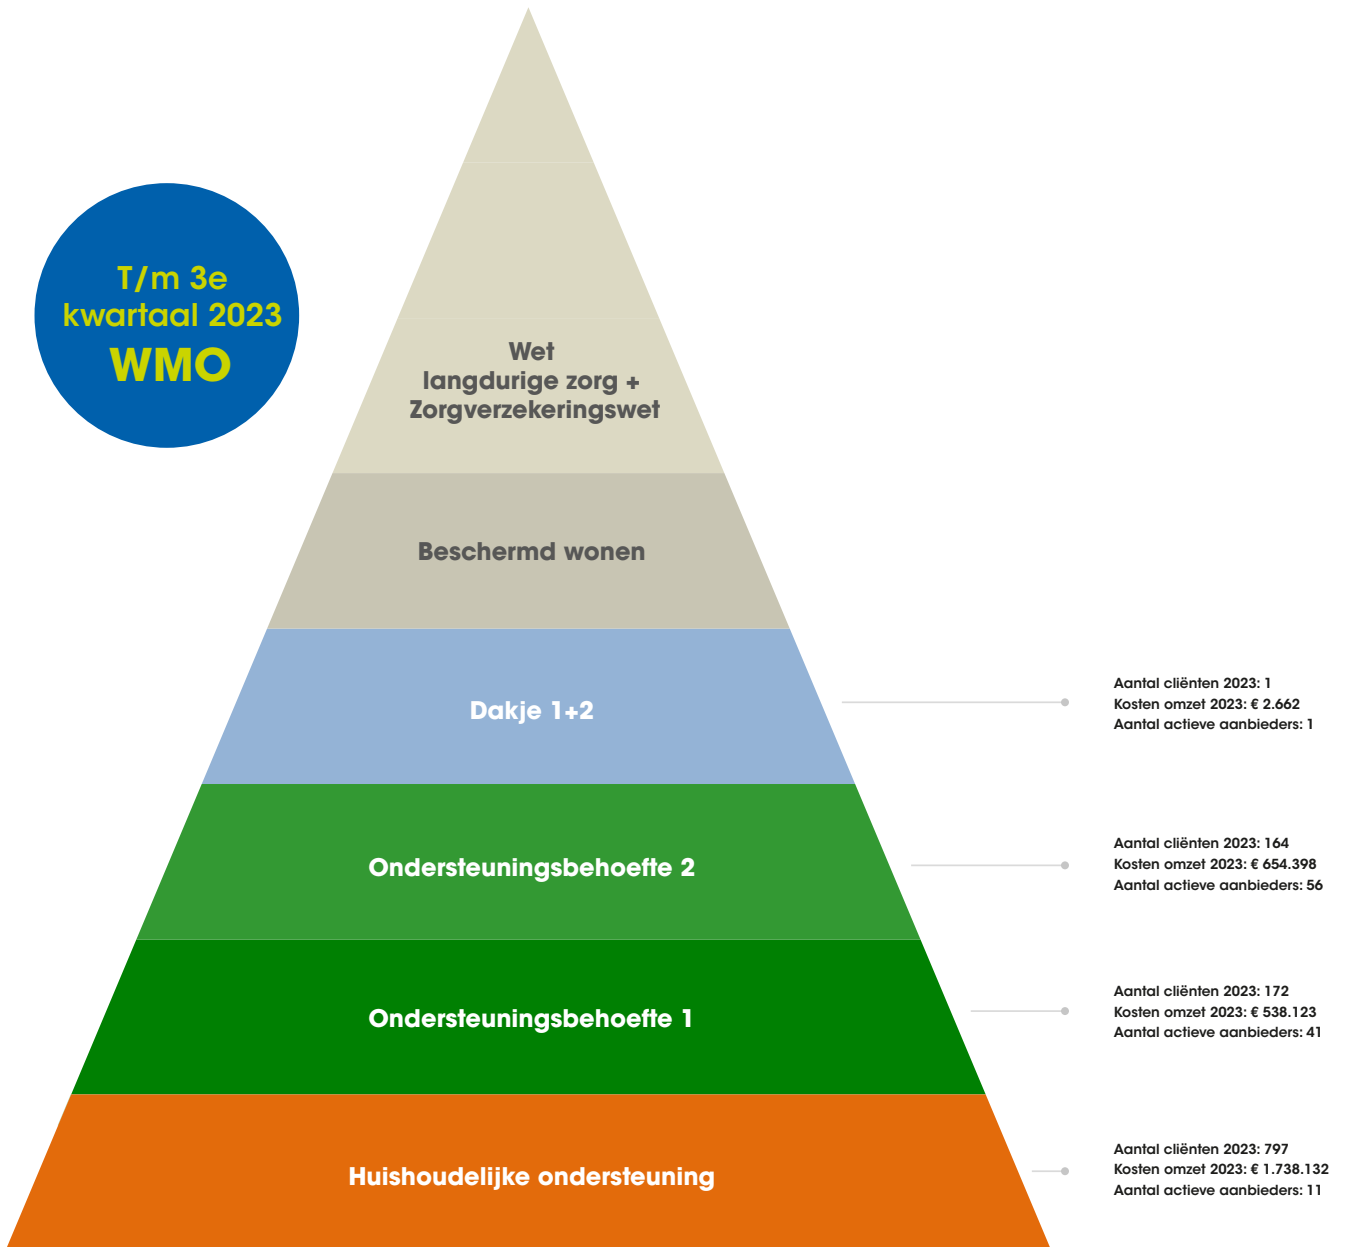 T/m 3e
kwartaal 2023
WMO
Wet
langdurige zorg +
Zorgverzekeringswet
Beschermd wonen
Dakje 1+2
Aantal cliënten 2023: 1
Kosten omzet 2023: € 2.662
Aantal actieve aanbieders: 1
Ondersteuningsbehoefte 2
Aantal cliënten 2023: 164
Kosten omzet 2023: € 654.398
Aantal actieve aanbieders: 56
Ondersteuningsbehoefte 1
Aantal cliënten 2023: 172
Kosten omzet 2023: € 538.123
Aantal actieve aanbieders: 41
Huishoudelijke ondersteuning
Aantal cliënten 2023: 797
Kosten omzet 2023: € 1.738.132
Aantal actieve aanbieders: 11